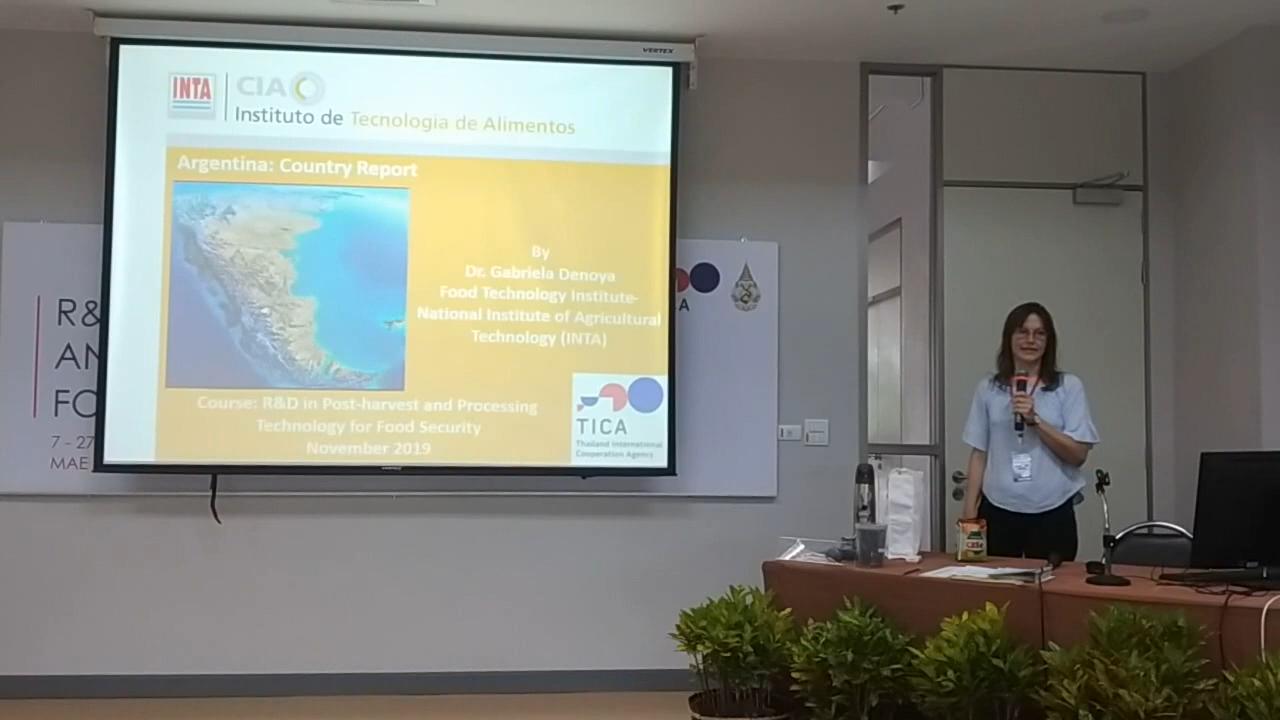 VERTEX
INTA
CIA
Instituto de Tecnología de Alimentos
Argentina: Country Report
By
Dr. Gabriela Denoya
Food Technology Institute-
National Institute of Agricultural
Technology (INTA)
Course: R&D in Post-harvest and Processing
Technology for Food Security
November 2019
TICA
Thailand International
Cooperation Agency
R&
AN
FO
7 - 27
MAE
A